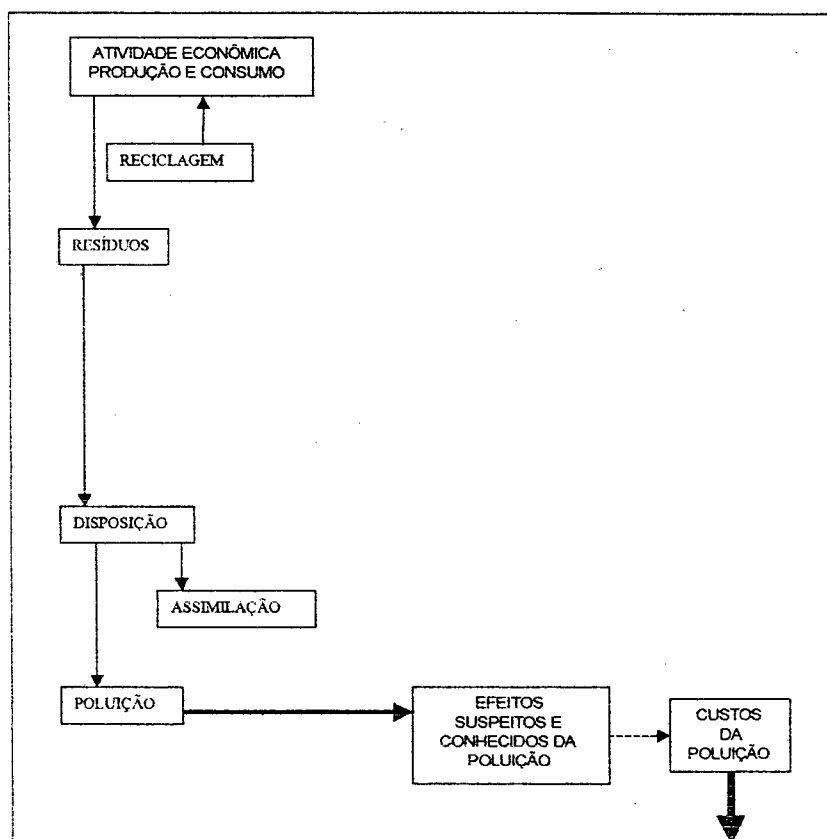 ATIVIDADE ECONÔMICA
PRODUÇÃO E CONSUMO
RECICLAGEM
RESÍDUOS
DISPOSIÇÃO
ASSIMILAÇÃO
POLUIÇÃO
EFEITOS
SUSPEITOS E
CONHECIDOS DA
POLUIÇÃO
CUSTOS
DA
POLUIÇÃO